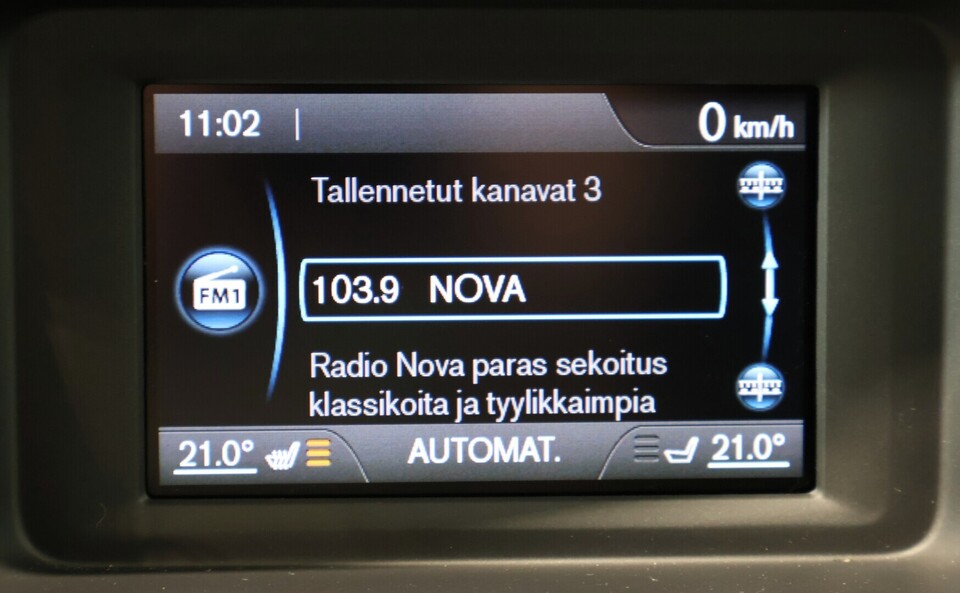 11:02 | 0 km/h
Tallennetut kanavat 3
FM1
103.9 NOVA
Radio Nova paras sekoitus
klassikoita ja tyylikkaimpia
21.0° AUTOMAT. 21.0°